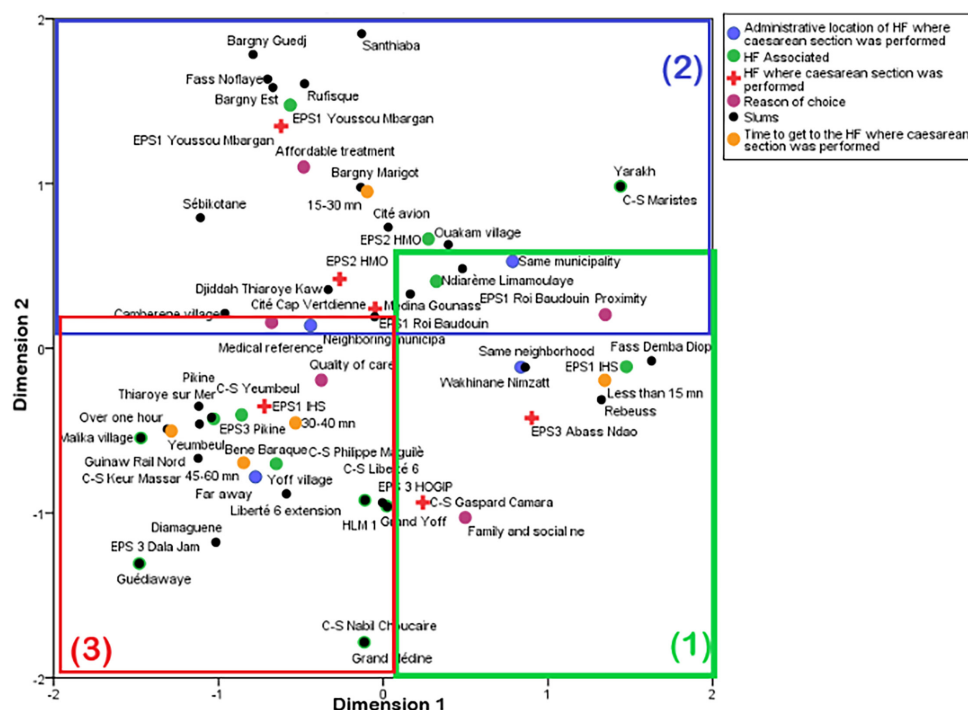 2
1
0
-1
-2
-2
-1
0
1
2
Dimension 2
Dimension 1
(2)
(1)
(3)
Administrative location of HF where
caesarean section was performed
HF Associated
HF where caesarean section was
performed
Reason of choice
Slums
Time to get to the HF where caesarean
section was performed
Santhiaba
Bargny Guedj
Fass Noflaye
Bargny Est
Rufisque
EPS1 Youssou Mbargan
EPS1 Youssou Mbargan
Affordable treatment
Bargny Marigot
15-30 mn
Yarakh
C-S Maristes
Sébikotane
Cité avion
EPS2 HMO
Ouakam village
EPS2 HMO
Same municipality
Ndiarème Limamoulaye
Djiddah Thiaroye Kaw
EPS1 Roi Baudouin Proximity
Cité Cap Vertdienne
Medina Gounass
Camberene village
EPS1 Roi Baudouin
Neighboring municipa
Medical reference
Same neighborhood
Fass Demba Diop
Quality of care
EPS1 IHS
Wakhinane Nimzatt
Pikine
C-S Yeumbeul
Less than 15 mn
Thiaroye sur Mer
EPS1 IHS
Rebeuss
Over one hour
EPS3 Pikine
30-40 mn
EPS3 Abass Ndao
Malika village
Yeumbeul
Bene Baraque
C-S Philippe Maguilè
Guinaw Rail Nord
C-S Liberté 6
C-S Keur Massar
45-60 mn
Yoff village
EPS 3 HOGIP
Far away
C-S Gaspard Camara
Liberté 6 extension
HLM 1
Grand Yoff
Family and social ne
Diamaguene
EPS 3 Dala Jam
Guédiawaye
C-S Nabil Choucaire
Grand Médine